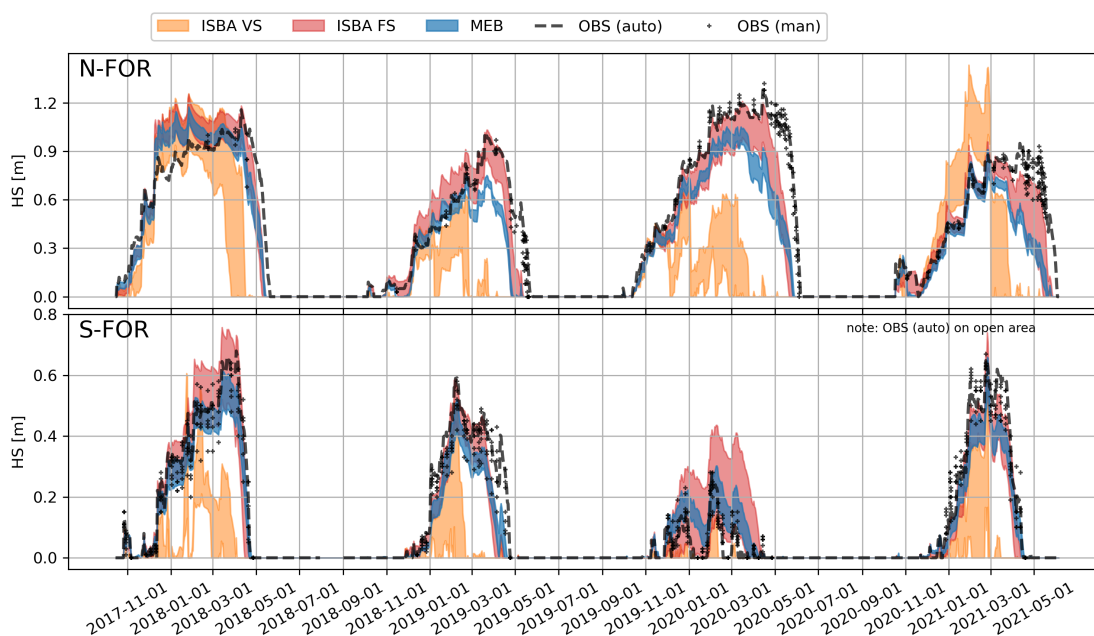 ISBA VS ISBA FS MEB OBS (auto) OBS (man)
N-FOR
HS [m]
1.2
0.9
0.6
0.3
0.0
S-FOR
note: OBS (auto) on open area
HS [m]
0.8
0.6
0.4
0.2
0.0
2017-11-01 2018-01-01 2018-03-01 2018-05-01 2018-07-01 2018-09-01 2018-11-01 2019-01-01 2019-03-01 2019-05-01 2019-07-01 2019-09-01 2019-11-01 2020-01-01 2020-03-01 2020-05-01 2020-07-01 2020-09-01 2020-11-01 2021-01-01 2021-03-01 2021-05-01